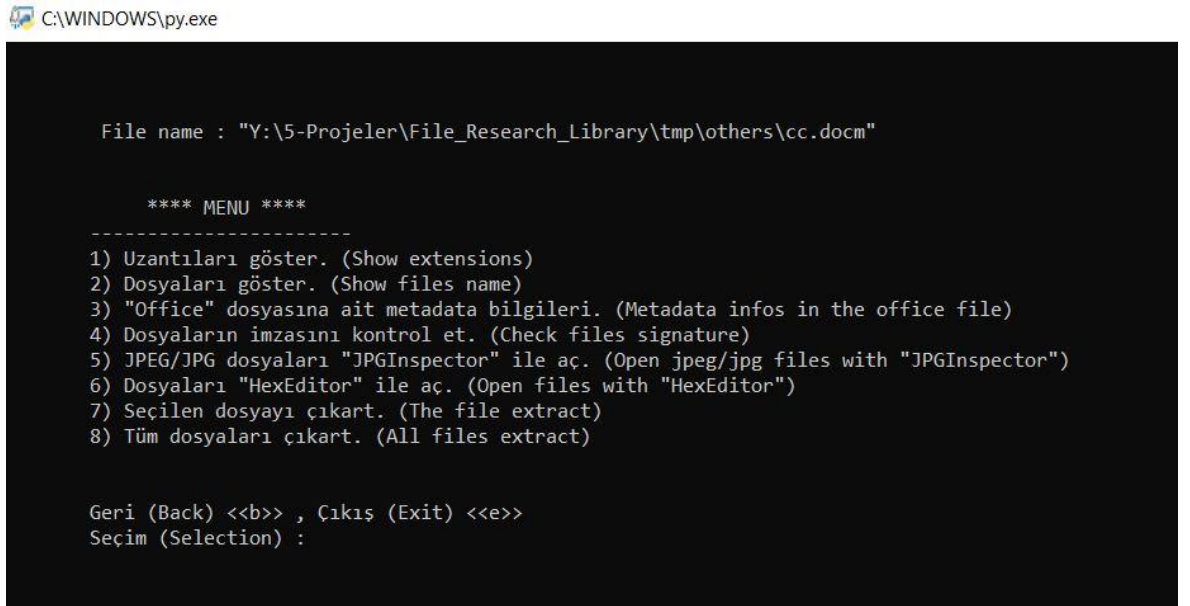 C:\WINDOWS\py.exe
File name : "Y:\5-Projeler\File_Research_Library\tmp\others\cc.docm"
**** MENU ****
-----------------------
1) Uzantıları göster. (Show extensions)
2) Dosyaları göster. (Show files name)
3) "Office" dosyasına ait metadata bilgileri. (Metadata infos in the office file)
4) Dosyaların imzasını kontrol et. (Check files signature)
5) JPEG/JPG dosyaları "JPGInspector" ile aç. (Open jpeg/jpg files with "JPGInspector")
6) Dosyaları "HexEditor" ile aç. (Open files with "HexEditor")
7) Seçilen dosyayı çıkart. (The file extract)
8) Tüm dosyaları çıkart. (All files extract)
Geri (Back) <<b>> , Çıkış (Exit) <<e>>
Seçim (Selection) :